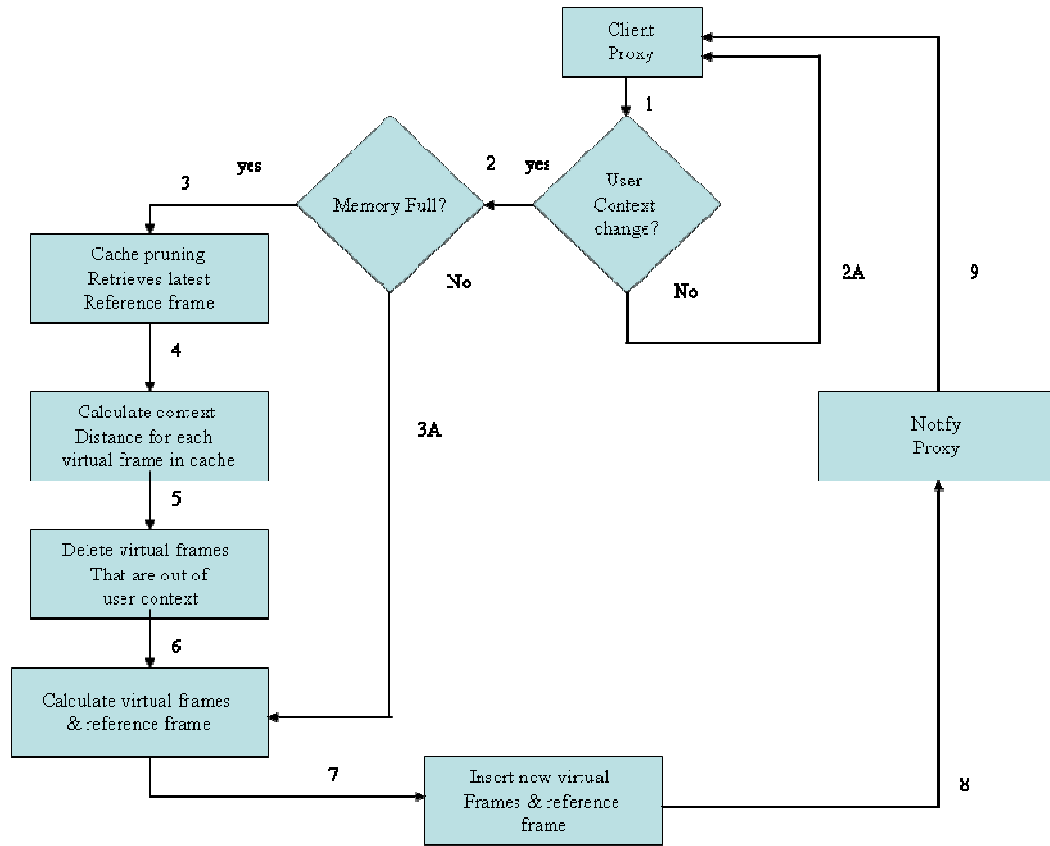 Client
Proxy
1
User
Context
change?
yes
2
Memory Full?
yes
3
No
No
2A
9
Cache pruning
Retrieves latest
Reference frame
4
Calculate context
Distance for each
virtual frame in cache
3A
Notify
Proxy
5
Delete virtual frames
That are out of
user context
6
Calculate virtual frames
& reference frame
7
Insert new virtual
Frames & reference
frame
8